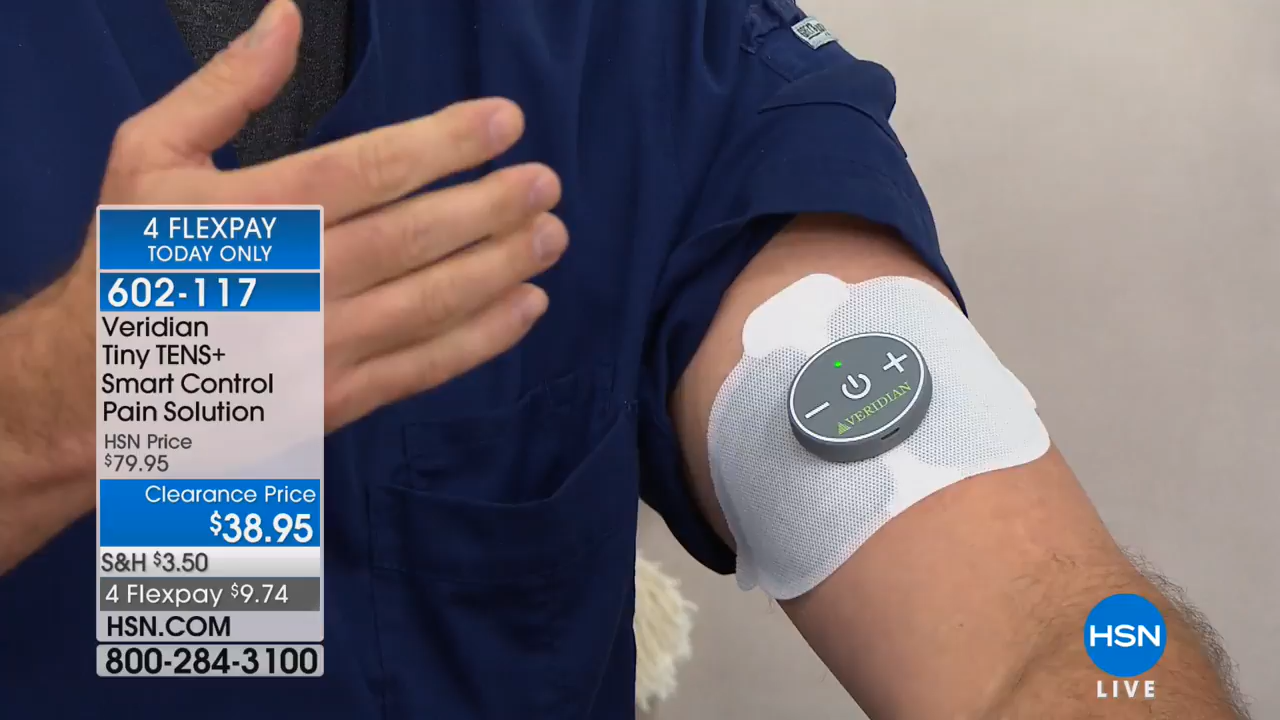 4 FLEXPAY
TODAY ONLY
602-117
Veridian
Tiny TENS+
Smart Control
Pain Solution
HSN Price
$79.95
Clearance Price
$38.95
S&H $3.50
4 Flexpay $9.74
HSN.COM
800-284-3100
VERIDIAN
HSN
LIVE